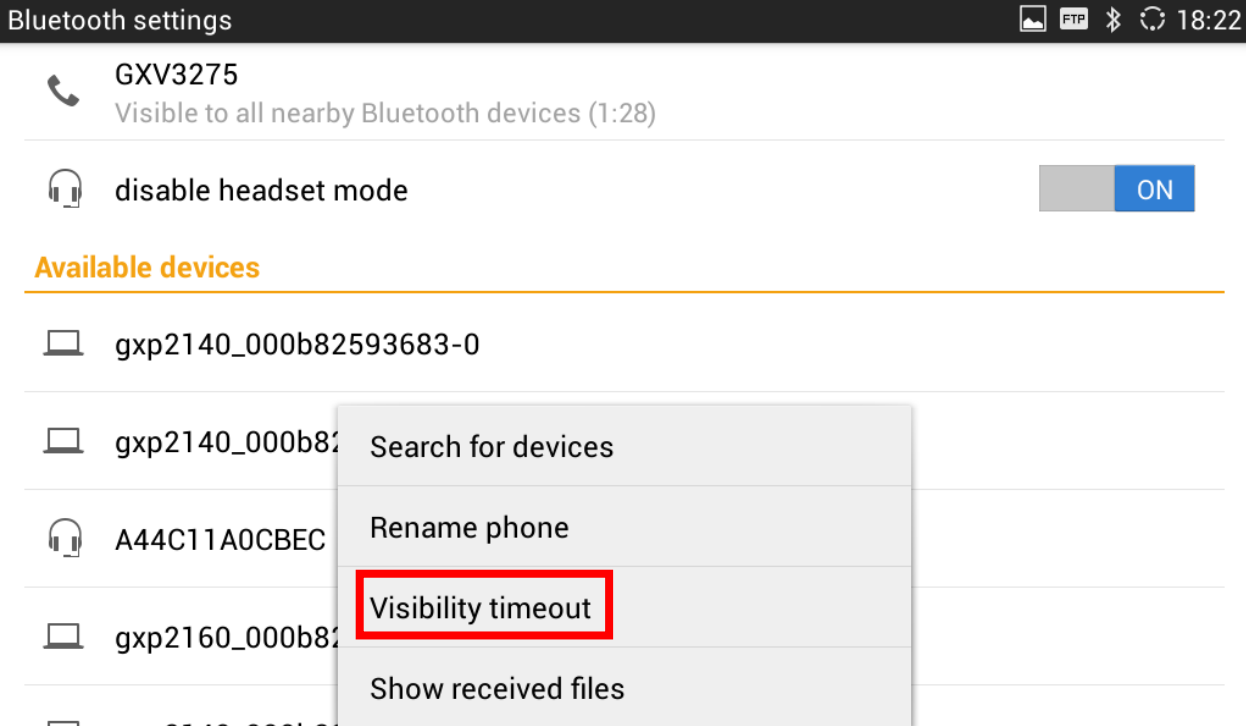 Bluetooth settings
FTP
18:22
GXV3275
Visible to all nearby Bluetooth devices (1:28)
disable headset mode
ON
Available devices
gxp2140_000b82593683-0
gxp2140_000b82
Search for devices
Rename phone
A44C11A0CBEC
Visibility timeout
gxp2160_000b82
Show received files